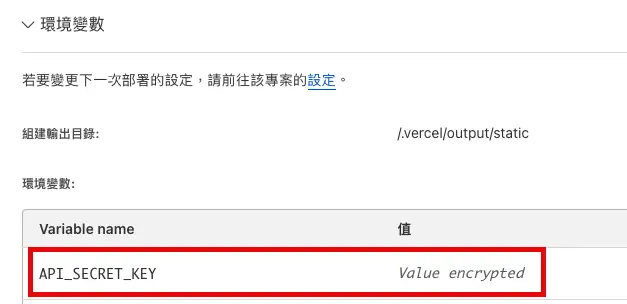 環境變數
若要變更下一次部署的設定，請前往該專案的設定。
組建輸出目錄: /.vercel/output/static
環境變數:
Variable name 值
API_SECRET_KEY Value encrypted